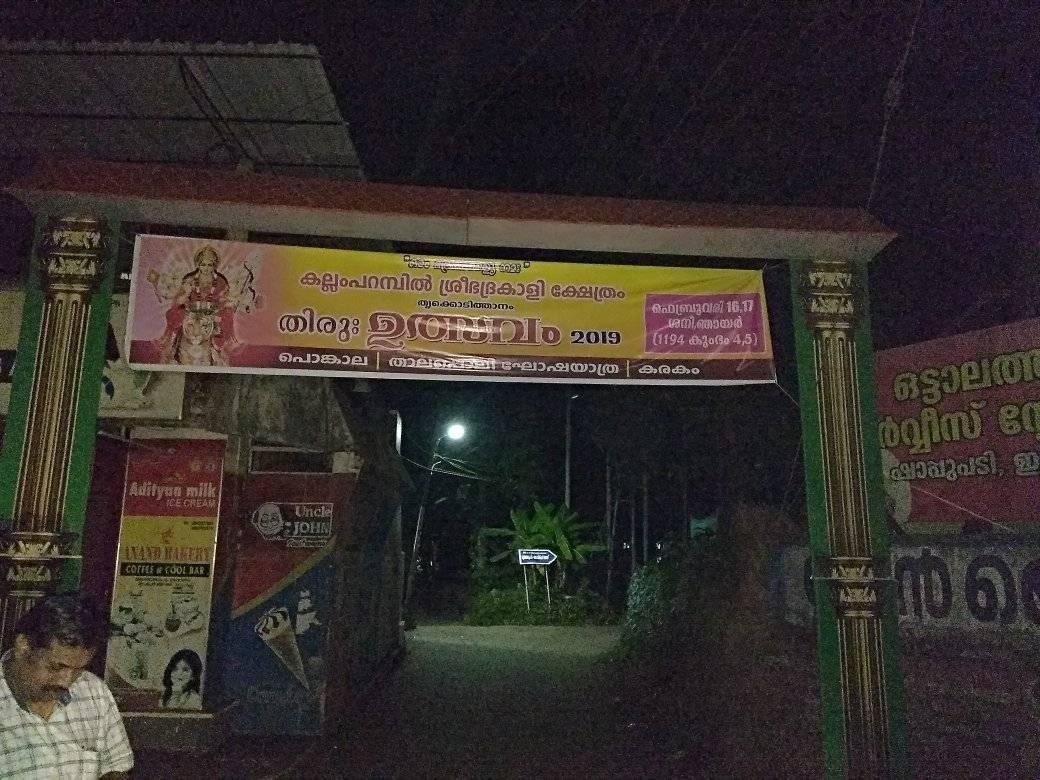 കല്ലംപറമ്പിൽ ശ്രീഭദ്രകാളി ക്ഷേത്രം
തൃക്കൊടിത്താനം
തിരുഃ ഉത്സവം 2019
ഫെബ്രുവരി 16,17
ശനി,ഞായർ
(1194 കുംഭം 4,5)
പൊങ്കാല | താലപ്പൊലി ഘോഷയാത്ര | കരകം
ഒട്ടാലത്ത
ർവ്വീസ് സ്റ്റേ
ഷാപ്പുപടി, ഇ
Adityaa milk
ICE CREAM
ANAND BAKERY
COFFEE & COOL BAR
Uncle
JOHN
ൻ